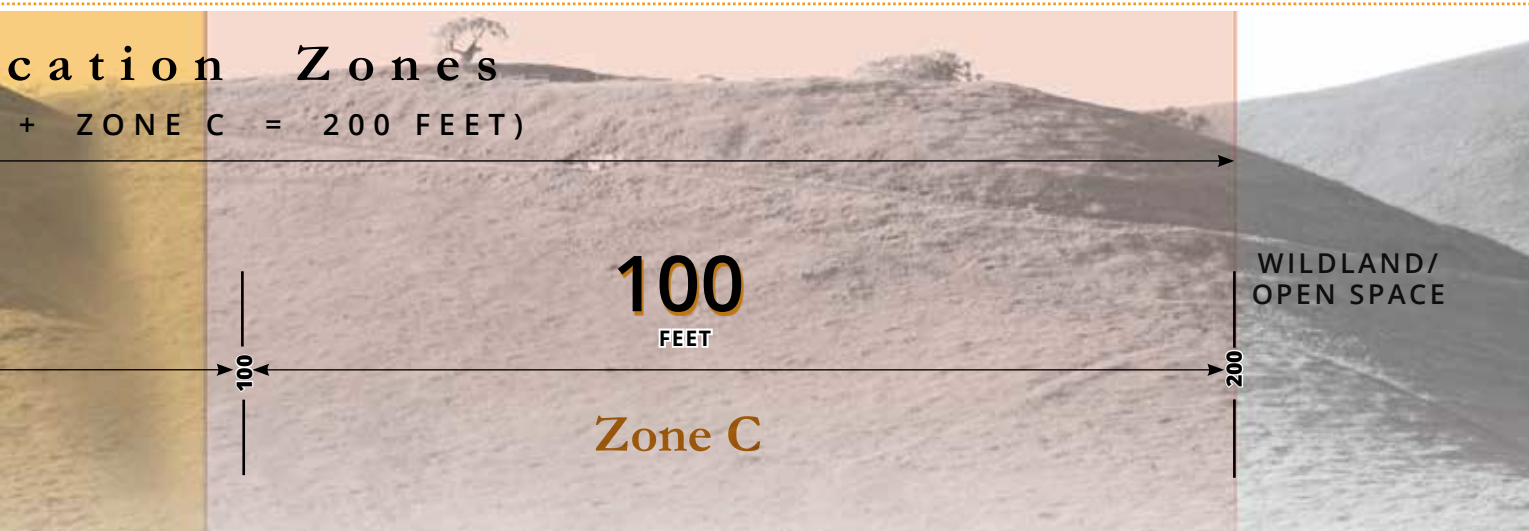 cation Zones
+ ZONE C = 200 FEET)
100
FEET
WILDLAND/
OPEN SPACE
100
200
Zone C